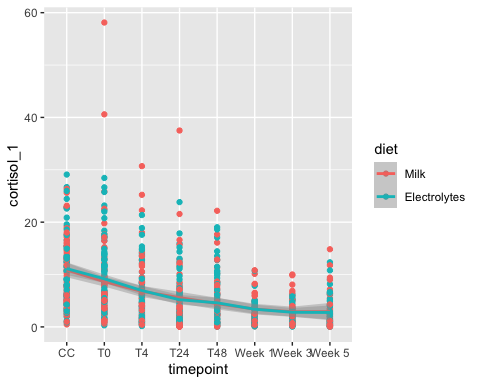 60
40
20
0
cortisol_1
CC T0 T4 T24 T48 Week 1 Week 3 Week 5
timepoint
diet
Milk
Electrolytes